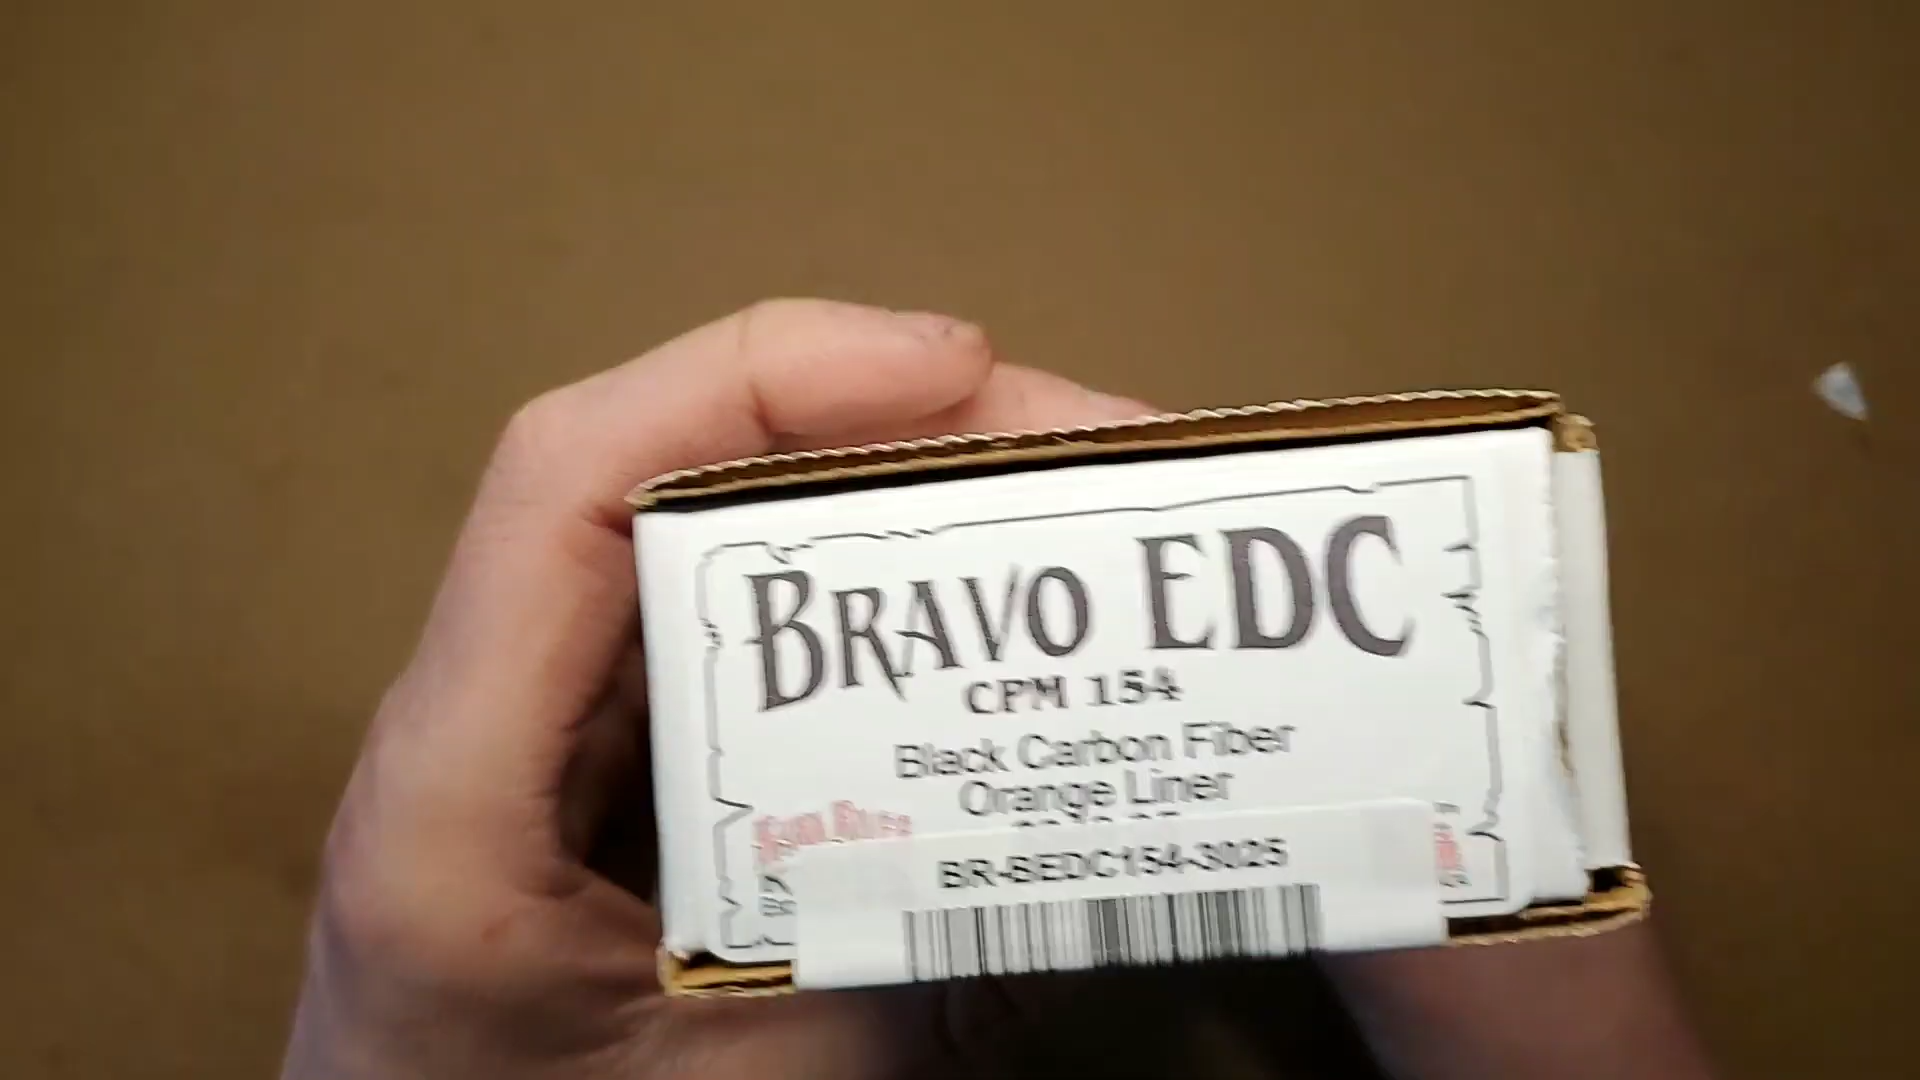 BRAVO EDC
CPM 154
Black Carbon Fiber
Orange Liner
BR-BEDC154-3025